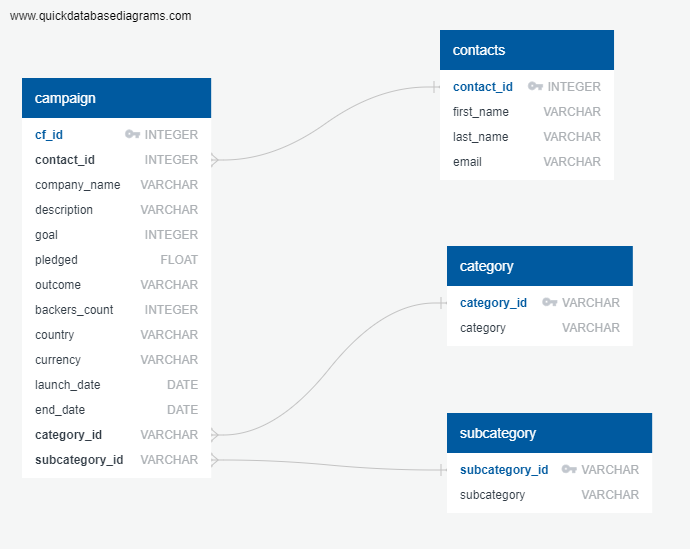 www.quickdatabasediagrams.com
campaign
cf_id INTEGER
contact_id INTEGER
company_name VARCHAR
description VARCHAR
goal INTEGER
pledged FLOAT
outcome VARCHAR
backers_count INTEGER
country VARCHAR
currency VARCHAR
launch_date DATE
end_date DATE
category_id VARCHAR
subcategory_id VARCHAR
contacts
contact_id INTEGER
first_name VARCHAR
last_name VARCHAR
email VARCHAR
category
category_id VARCHAR
category VARCHAR
subcategory
subcategory_id VARCHAR
subcategory VARCHAR